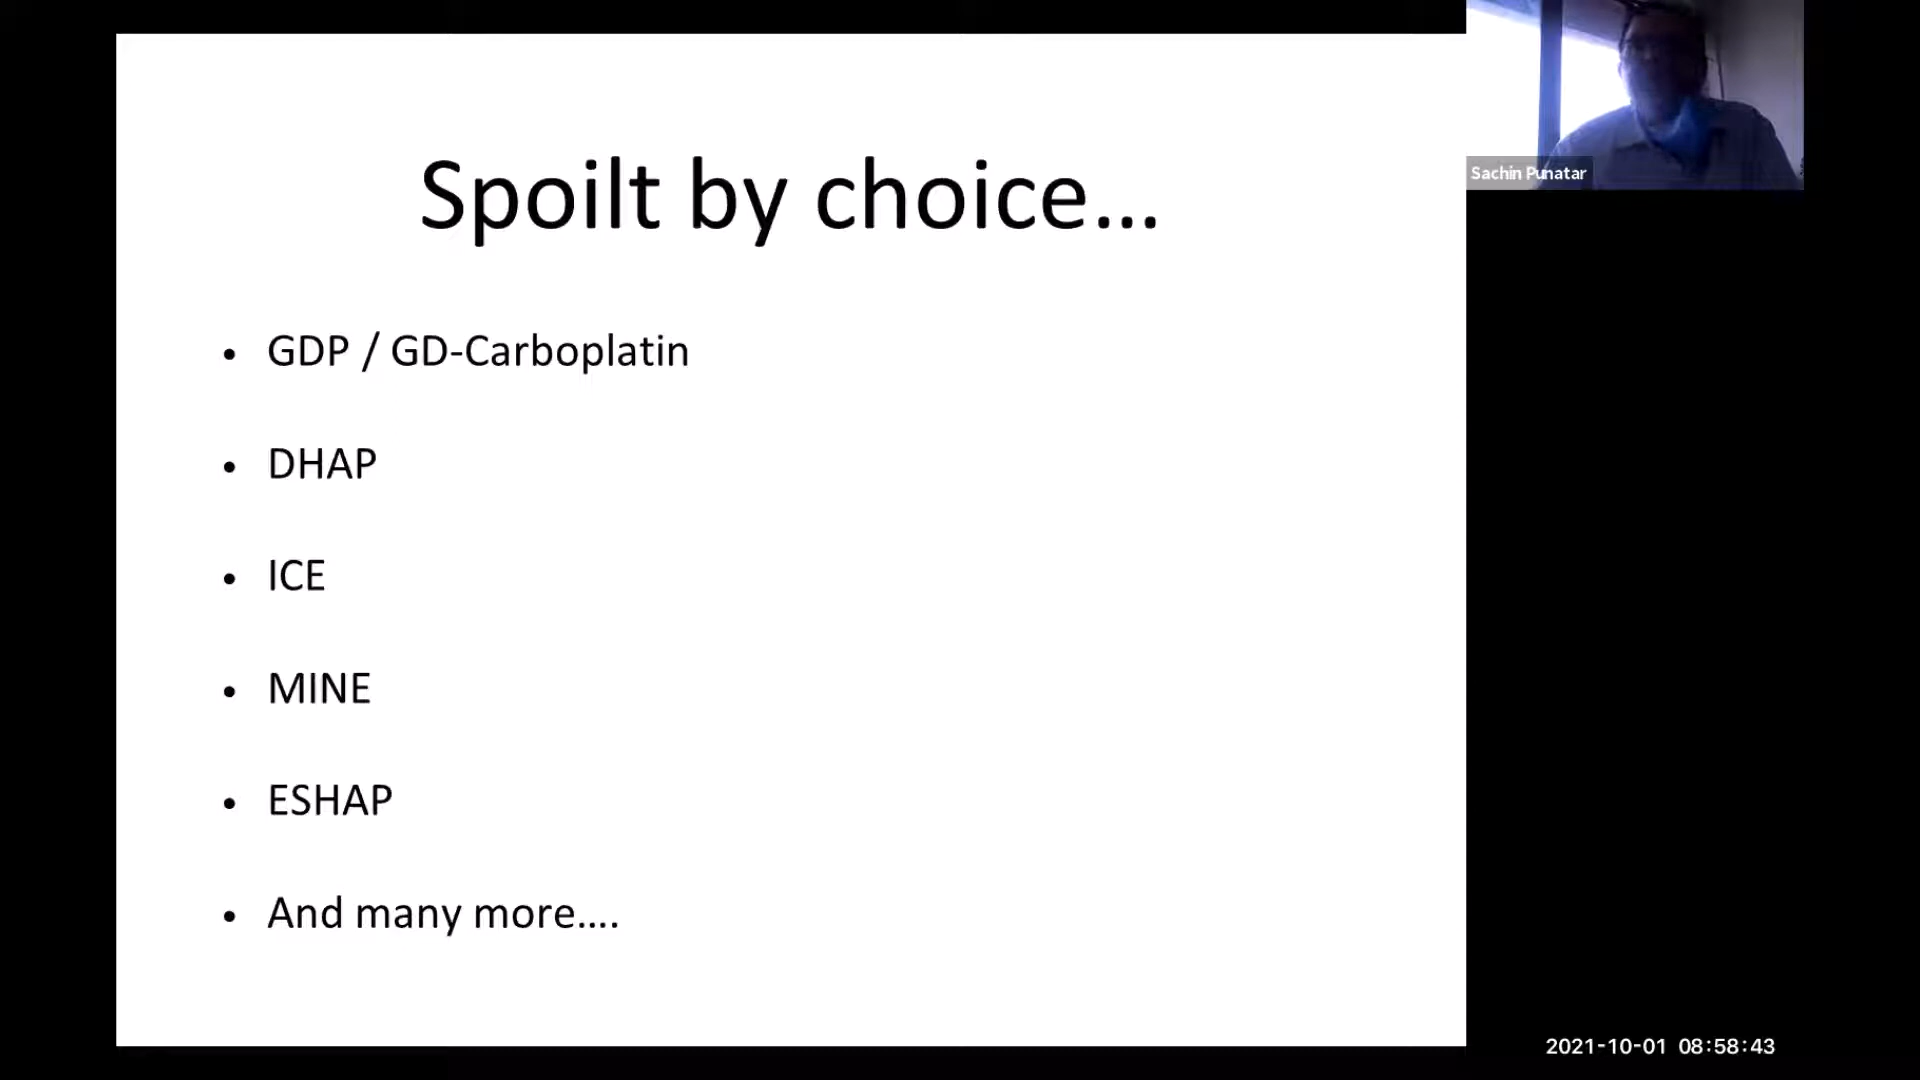 Spoilt by choice...
• GDP / GD-Carboplatin
• DHAP
• ICE
• MINE
• ESHAP
• And many more....
Sachin Punatar
2021-10-01 08:58:43